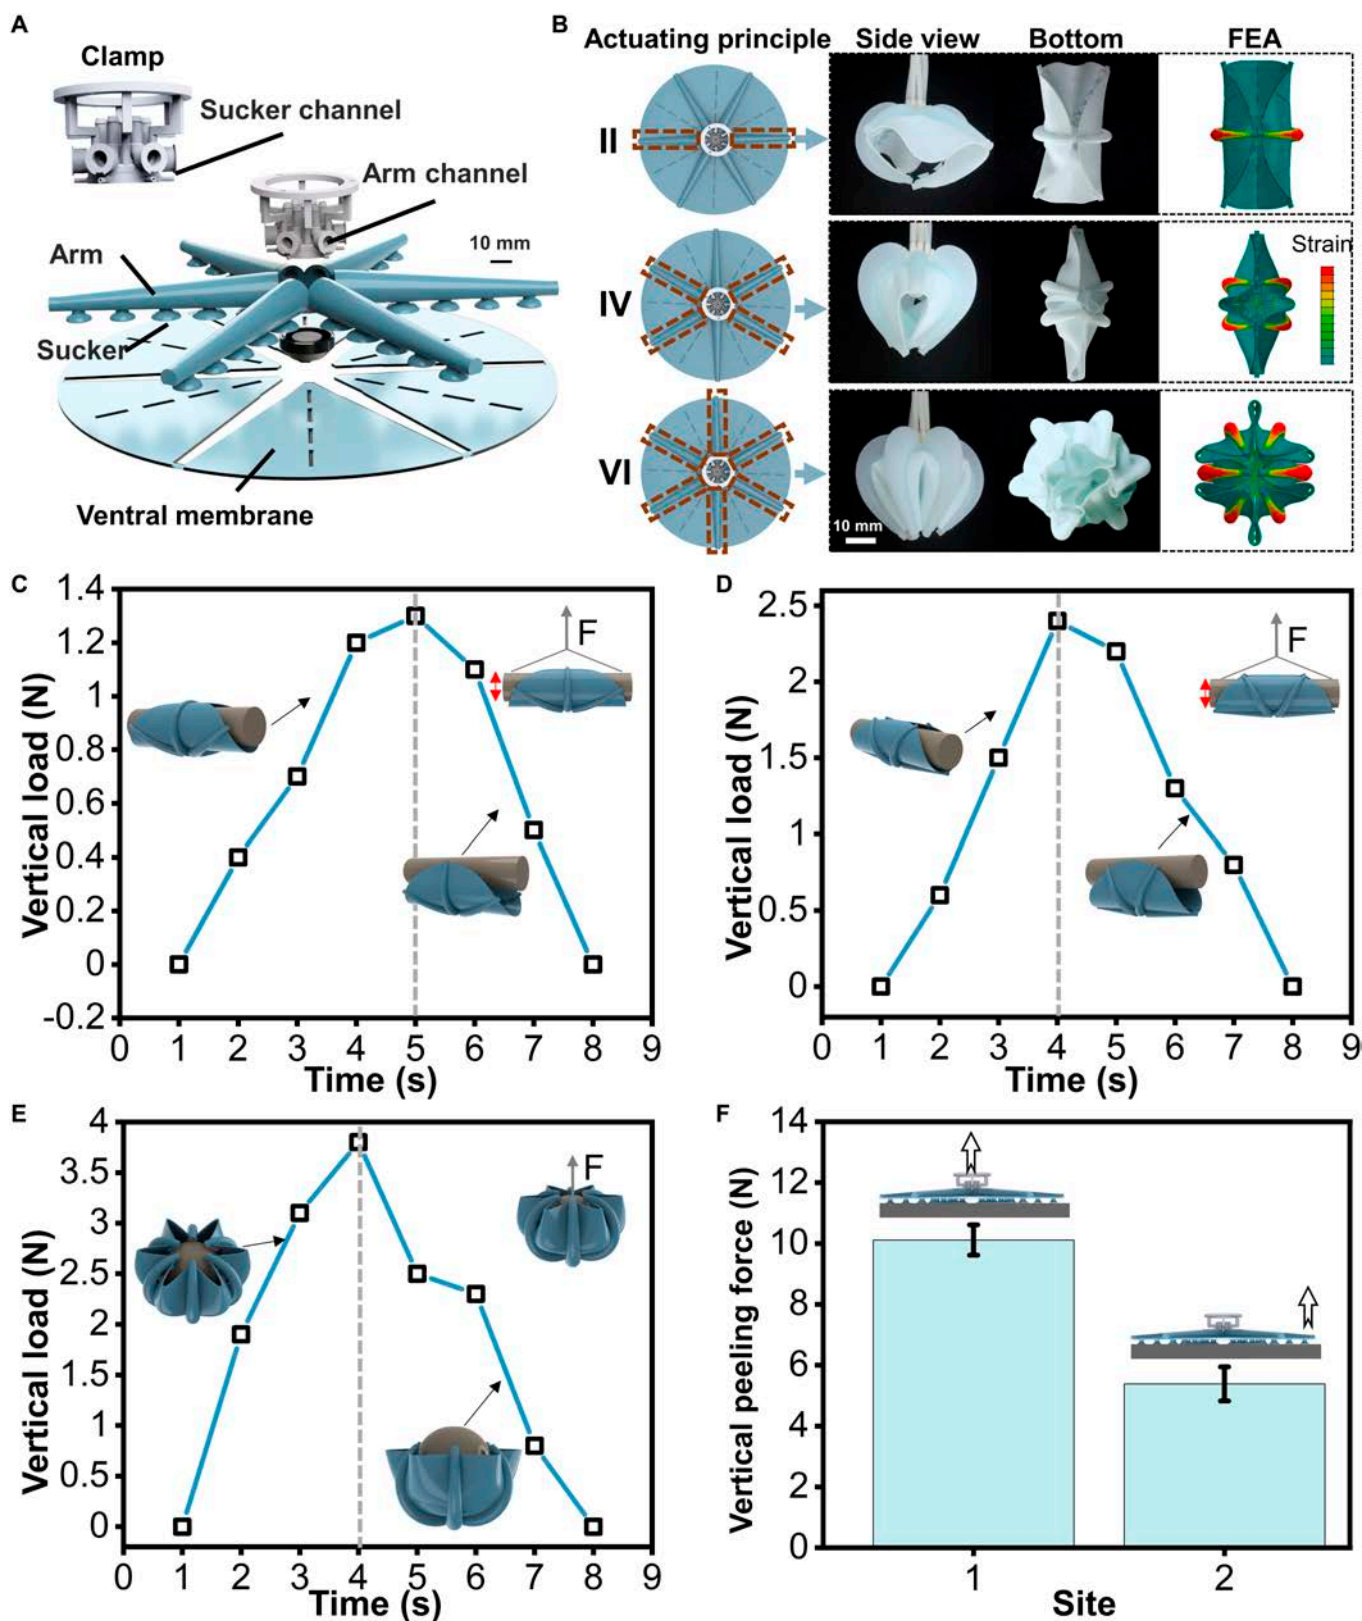 A
Clamp
Sucker channel
Arm channel
10 mm
Arm
Sucker
Ventral membrane
B
Actuating principle Side view Bottom FEA
II
IV
Strain
VI
10 mm
C
1.4
1.2
1
0.8
0.6
0.4
0.2
0
-0.2
Vertical load (N)
F
0 1 2 3 4 5 6 7 8 9
Time (s)
D
2.5
2
1.5
1
0.5
0
Vertical load (N)
F
0 1 2 3 4 5 6 7 8 9
Time (s)
E
4
3.5
3
2.5
2
1.5
1
0.5
0
Vertical load (N)
F
0 1 2 3 4 5 6 7 8 9
Time (s)
F
14
12
10
8
6
4
2
0
Vertical peeling force (N)
1 2
Site